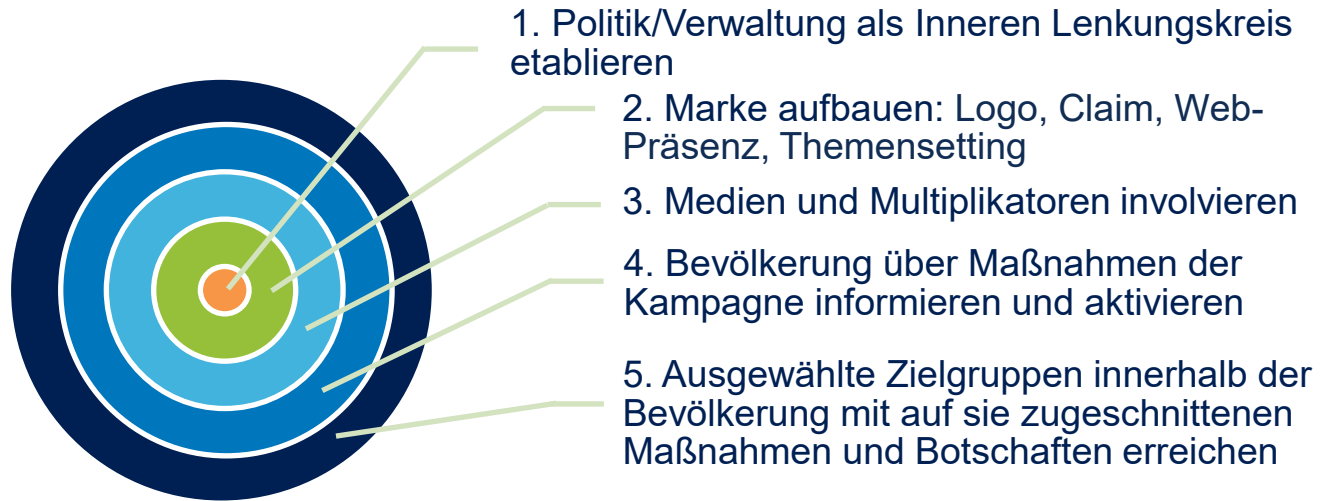 1. Politik/Verwaltung als Inneren Lenkungskreis
etablieren
2. Marke aufbauen: Logo, Claim, Web-
Präsenz, Themensetting
3. Medien und Multiplikatoren involvieren
4. Bevölkerung über Maßnahmen der
Kampagne informieren und aktivieren
5. Ausgewählte Zielgruppen innerhalb der
Bevölkerung mit auf sie zugeschnittenen
Maßnahmen und Botschaften erreichen